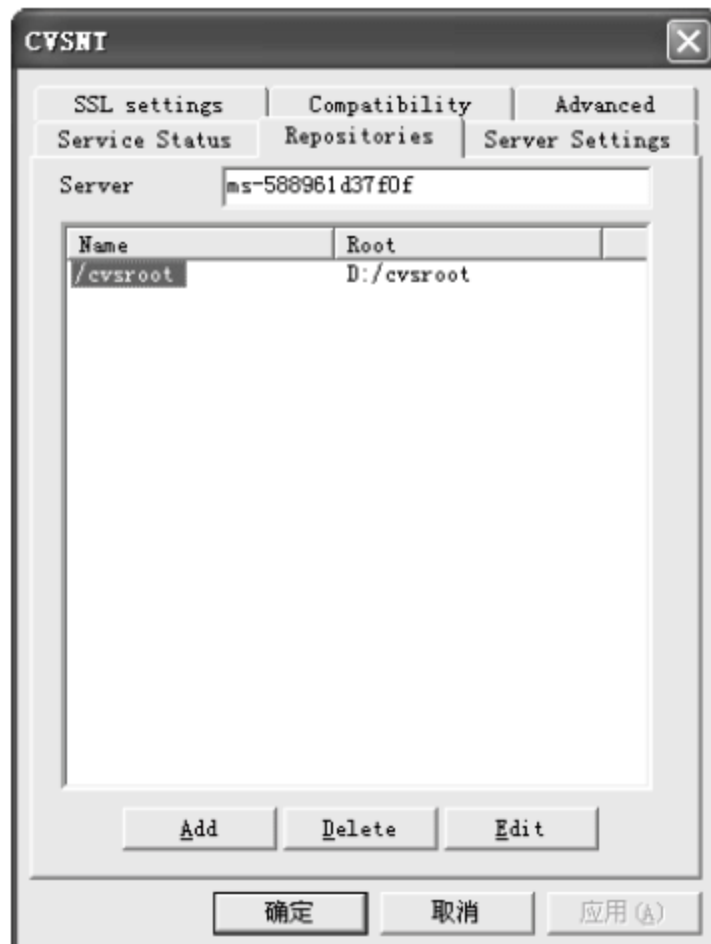 CVSNT
SSL settings Compatibility Advanced
Service Status Repositories Server Settings
Server ms-588961d37f0f
Name Root
/cvsroot D:/cvsroot
Add Delete Edit
确定 取消 应用(A)